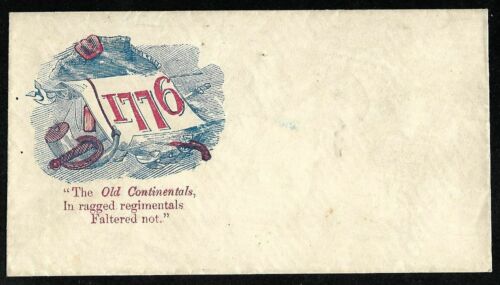 1776
"The Old Continentals,
In ragged regimentals
Faltered not."